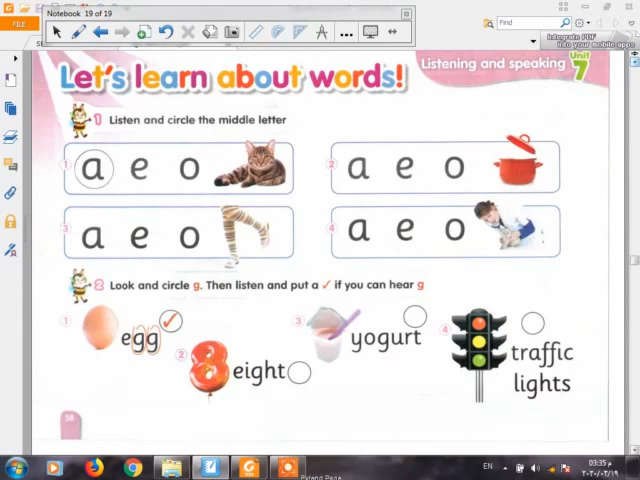 Notebook 19 of 19
Find
FILE
Integrate PDF
into your mobile apps
Let's learn about words!
Listening and speaking
Unit
7
1 Listen and circle the middle letter
1 a e o
2 a e o
3 a e o
4 a e o
2 Look and circle g. Then listen and put a ✓ if you can hear g
1 egg
2 eight
3 yogurt
4 traffic
lights
58
EN
03:35 م
٢٠٢٠/٠٣/١٩
Extend Page